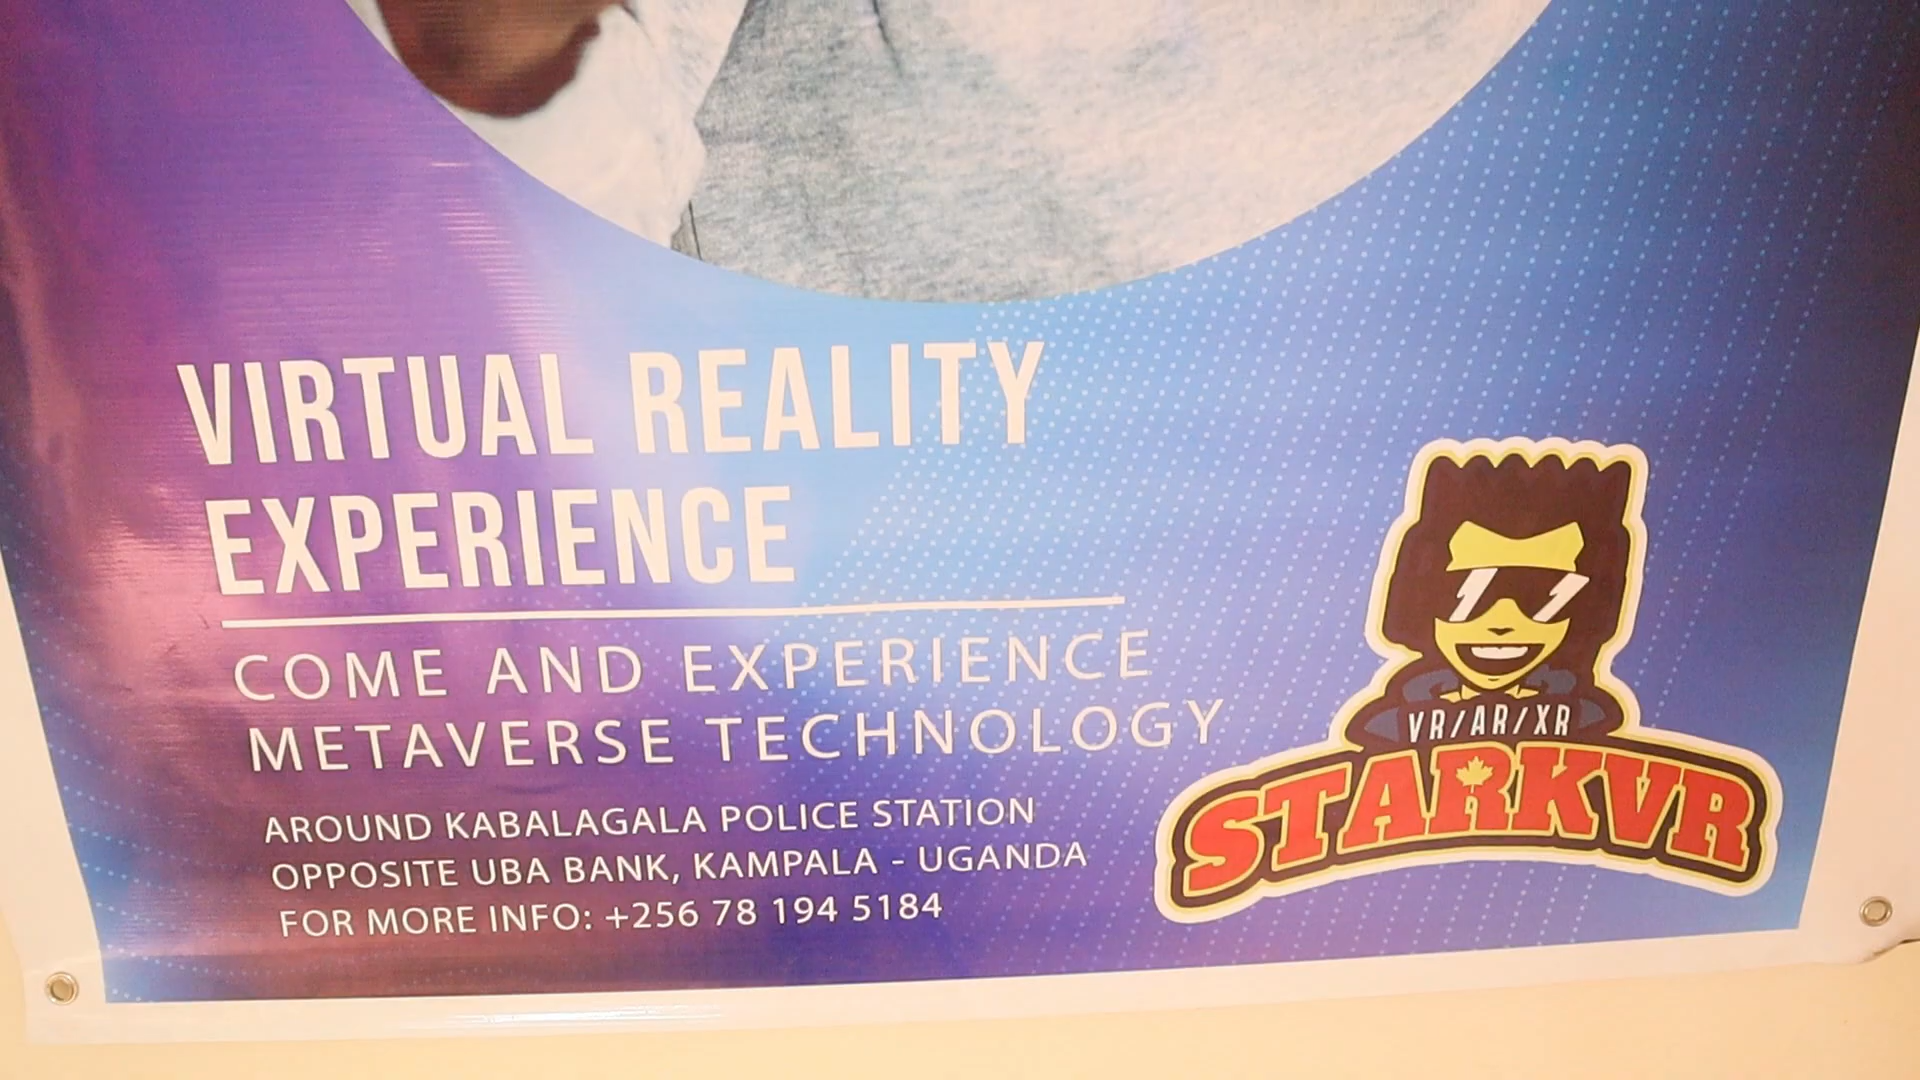 VIRTUAL REALITY
EXPERIENCE
COME AND EXPERIENCE
METAVERSE TECHNOLOGY
AROUND KABALAGALA POLICE STATION
OPPOSITE UBA BANK, KAMPALA - UGANDA
FOR MORE INFO: +256 78 194 5184
VR/AR/XR
STARKVR